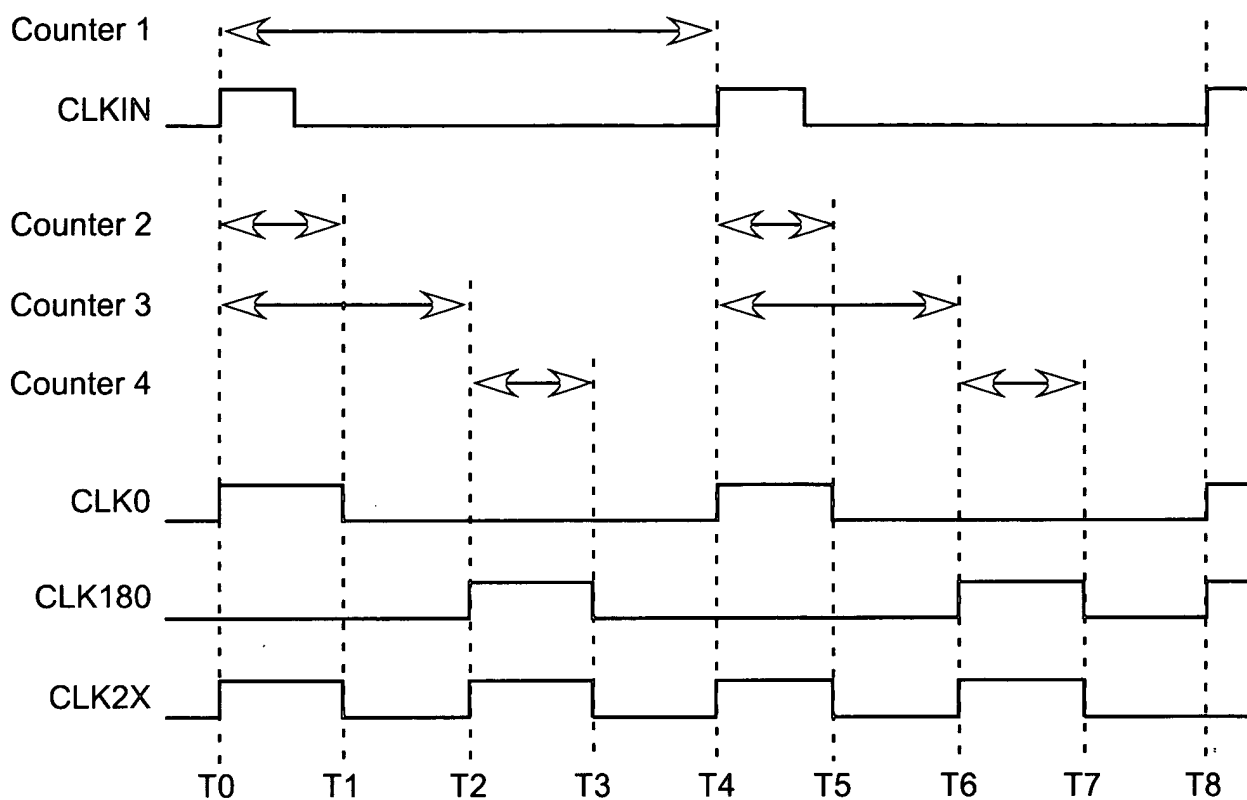 Counter 1
CLKIN
Counter 2
Counter 3
Counter 4
CLK0
CLK180
CLK2X
T0 T1 T2 T3 T4 T5 T6 T7 T8